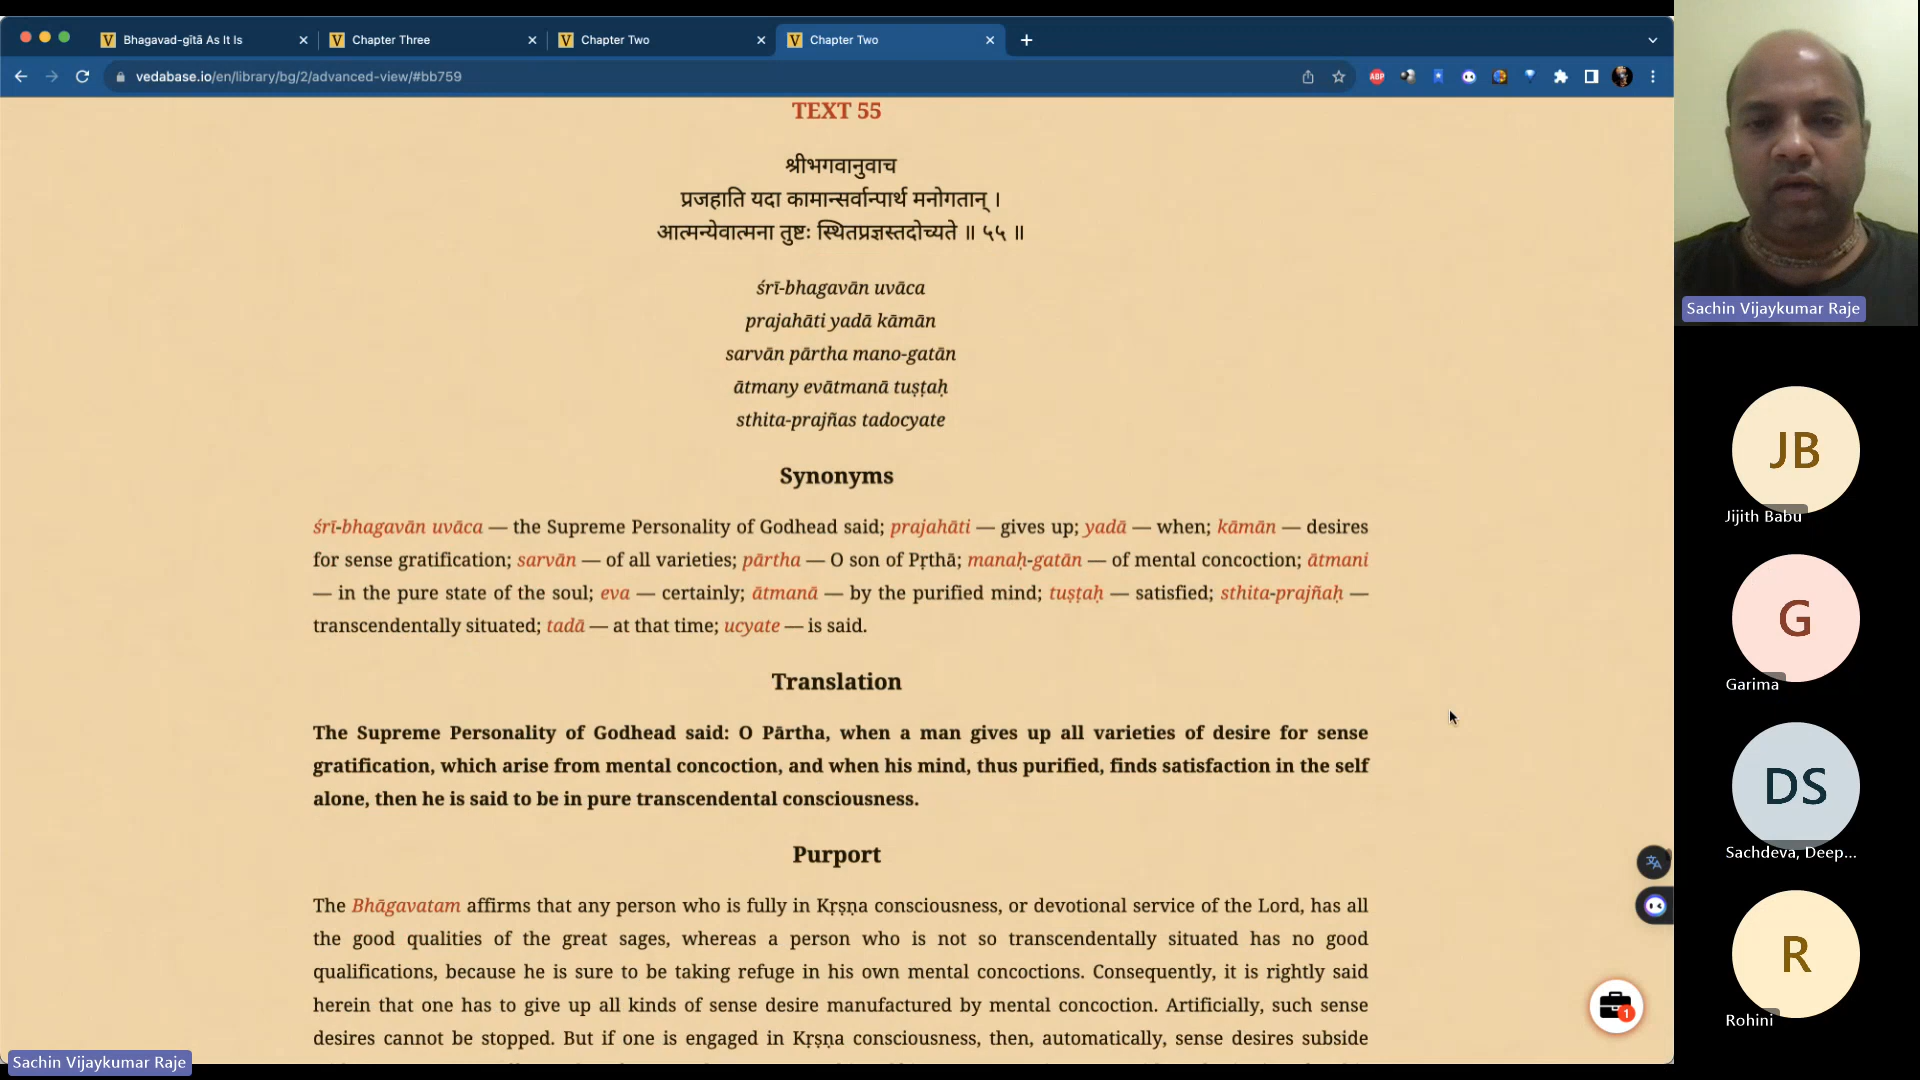 Bhagavad-gītā As It Is
Chapter Three
Chapter Two
Chapter Two
vedabase.io/en/library/bg/2/advanced-view/#bb759
ABP
TEXT 55
श्रीभगवानुवाच
प्रजहाति यदा कामान्सर्वान्पार्थ मनोगतान् ।
आत्मन्येवात्मना तुष्टः स्थितप्रज्ञस्तदोच्यते ॥ ५५ ॥
śrī-bhagavān uvāca
prajahāti yadā kāmān
sarvān pārtha mano-gatān
ātmany evātmanā tuṣṭaḥ
sthita-prajñas tadocyate
Synonyms
śrī-bhagavān uvāca — the Supreme Personality of Godhead said; prajahāti — gives up; yadā — when; kāmān — desires
for sense gratification; sarvān — of all varieties; pārtha — O son of Pṛthā; manaḥ-gatān — of mental concoction; ātmani
— in the pure state of the soul; eva — certainly; ātmanā — by the purified mind; tuṣṭaḥ — satisfied; sthita-prajñaḥ —
transcendentally situated; tadā — at that time; ucyate — is said.
Translation
The Supreme Personality of Godhead said: O Pārtha, when a man gives up all varieties of desire for sense
gratification, which arise from mental concoction, and when his mind, thus purified, finds satisfaction in the self
alone, then he is said to be in pure transcendental consciousness.
Purport
The Bhāgavatam affirms that any person who is fully in Kṛṣṇa consciousness, or devotional service of the Lord, has all
the good qualities of the great sages, whereas a person who is not so transcendentally situated has no good
qualifications, because he is sure to be taking refuge in his own mental concoctions. Consequently, it is rightly said
herein that one has to give up all kinds of sense desire manufactured by mental concoction. Artificially, such sense
desires cannot be stopped. But if one is engaged in Kṛṣṇa consciousness, then, automatically, sense desires subside
1
Sachin Vijaykumar Raje
Sachin Vijaykumar Raje
JB
Jijith Babu
G
Garima
DS
Sachdeva, Deep...
R
Rohini